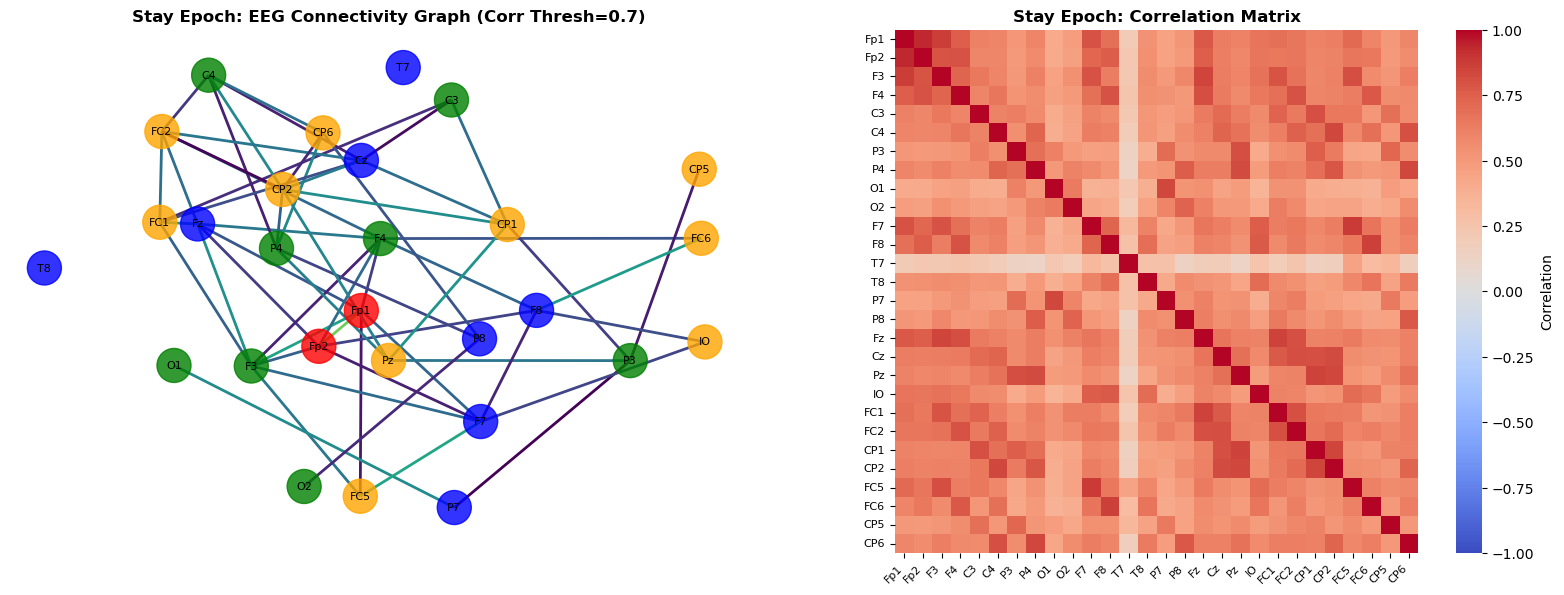 Stay Epoch: EEG Connectivity Graph (Corr Thresh=0.7)
T7
C4
C3
FC2
CP6
Cz
CP5
CP2
FC1
Fz
CP1
P4
F4
FC6
T8
Fp1
F8
Fp2
P8
IO
O1
F3
Pz
P3
F7
O2
FC5
P7
Stay Epoch: Correlation Matrix
Fp1
Fp2
F3
F4
C3
C4
P3
P4
O1
O2
F7
F8
T7
T8
P7
P8
Fz
Cz
Pz
IO
FC1
FC2
CP1
CP2
FC5
FC6
CP5
CP6
Fp1 Fp2 F3 F4 C3 C4 P3 P4 O1 O2 F7 F8 T7 T8 P7 P8 Fz Cz Pz IO FC1 FC2 CP1 CP2 FC5 FC6 CP5 CP6
1.00
0.75
0.50
0.25
0.00
−0.25
−0.50
−0.75
−1.00
Correlation